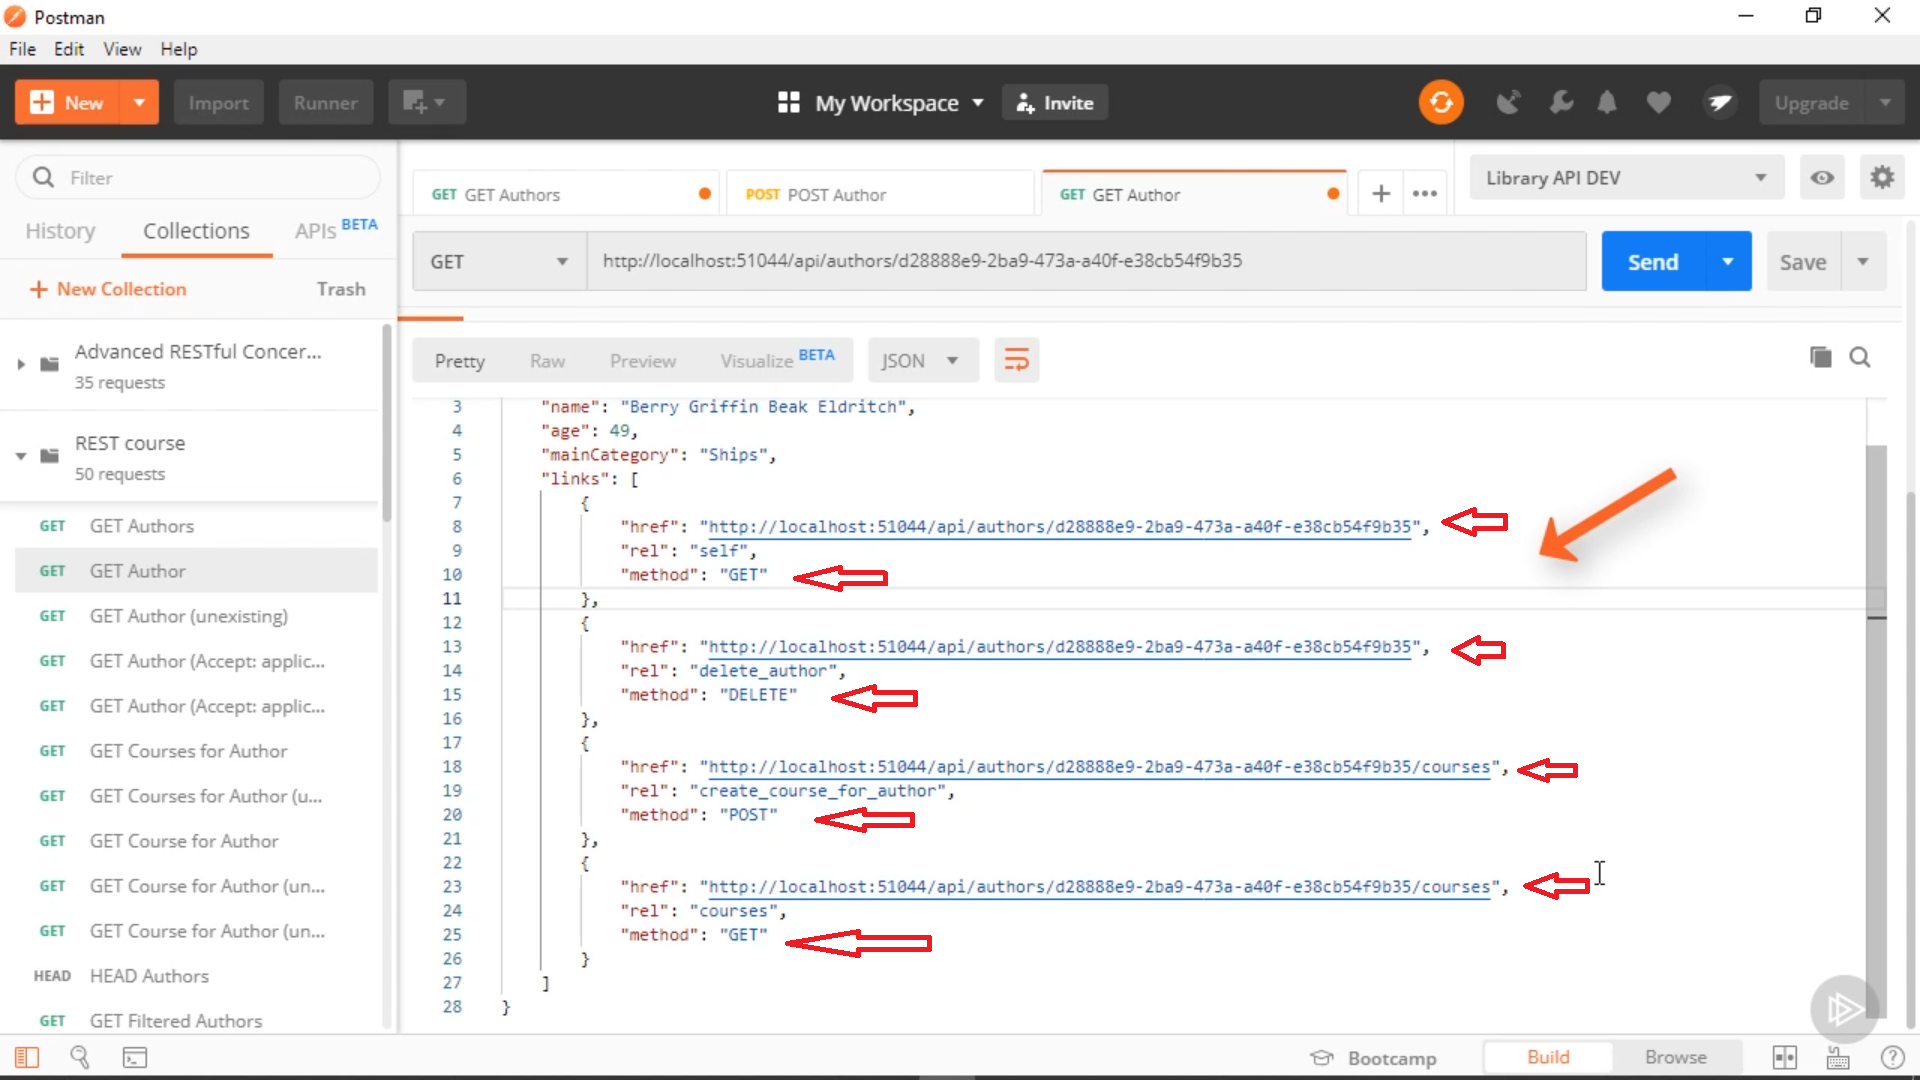 Postman
File Edit View Help
New Import Runner My Workspace Invite Upgrade
Filter
History Collections APIs BETA
New Collection Trash
Advanced RESTful Concer...
35 requests
REST course
50 requests
GET GET Authors
GET GET Author
GET GET Author (unexisting)
GET GET Author (Accept: applic...
GET GET Author (Accept: applic...
GET GET Courses for Author
GET GET Courses for Author (u...
GET GET Course for Author
GET GET Course for Author (un...
GET GET Course for Author (un...
HEAD HEAD Authors
GET GET Filtered Authors
GET GET Authors POST POST Author GET GET Author Library API DEV
GET http://localhost:51044/api/authors/d28888e9-2ba9-473a-a40f-e38cb54f9b35 Send Save
Pretty Raw Preview Visualize BETA JSON
3 "name": "Berry Griffin Beak Eldritch",
4 "age": 49,
5 "mainCategory": "Ships",
6 "links": [
7 {
8 "href": "http://localhost:51044/api/authors/d28888e9-2ba9-473a-a40f-e38cb54f9b35",
9 "rel": "self",
10 "method": "GET"
11 },
12 {
13 "href": "http://localhost:51044/api/authors/d28888e9-2ba9-473a-a40f-e38cb54f9b35",
14 "rel": "delete_author",
15 "method": "DELETE"
16 },
17 {
18 "href": "http://localhost:51044/api/authors/d28888e9-2ba9-473a-a40f-e38cb54f9b35/courses",
19 "rel": "create_course_for_author",
20 "method": "POST"
21 },
22 {
23 "href": "http://localhost:51044/api/authors/d28888e9-2ba9-473a-a40f-e38cb54f9b35/courses",
24 "rel": "courses",
25 "method": "GET"
26 }
27 ]
28 }
Bootcamp Build Browse